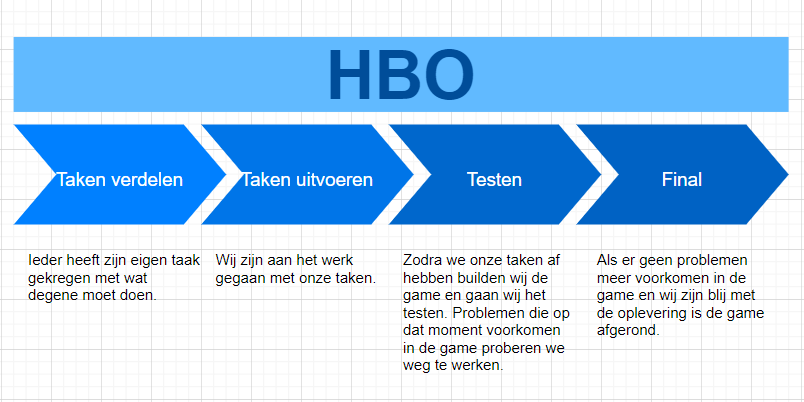 HBO
Taken verdelen
Taken uitvoeren
Testen
Final
Ieder heeft zijn eigen taak
gekregen met wat
degene moet doen.
Wij zijn aan het werk
gegaan met onze taken.
Zodra we onze taken af
hebben builden wij de
game en gaan wij het
testen. Problemen die op
dat moment voorkomen
in de game proberen we
weg te werken.
Als er geen problemen
meer voorkomen in de
game en wij zijn blij met
de oplevering is de game
afgerond.